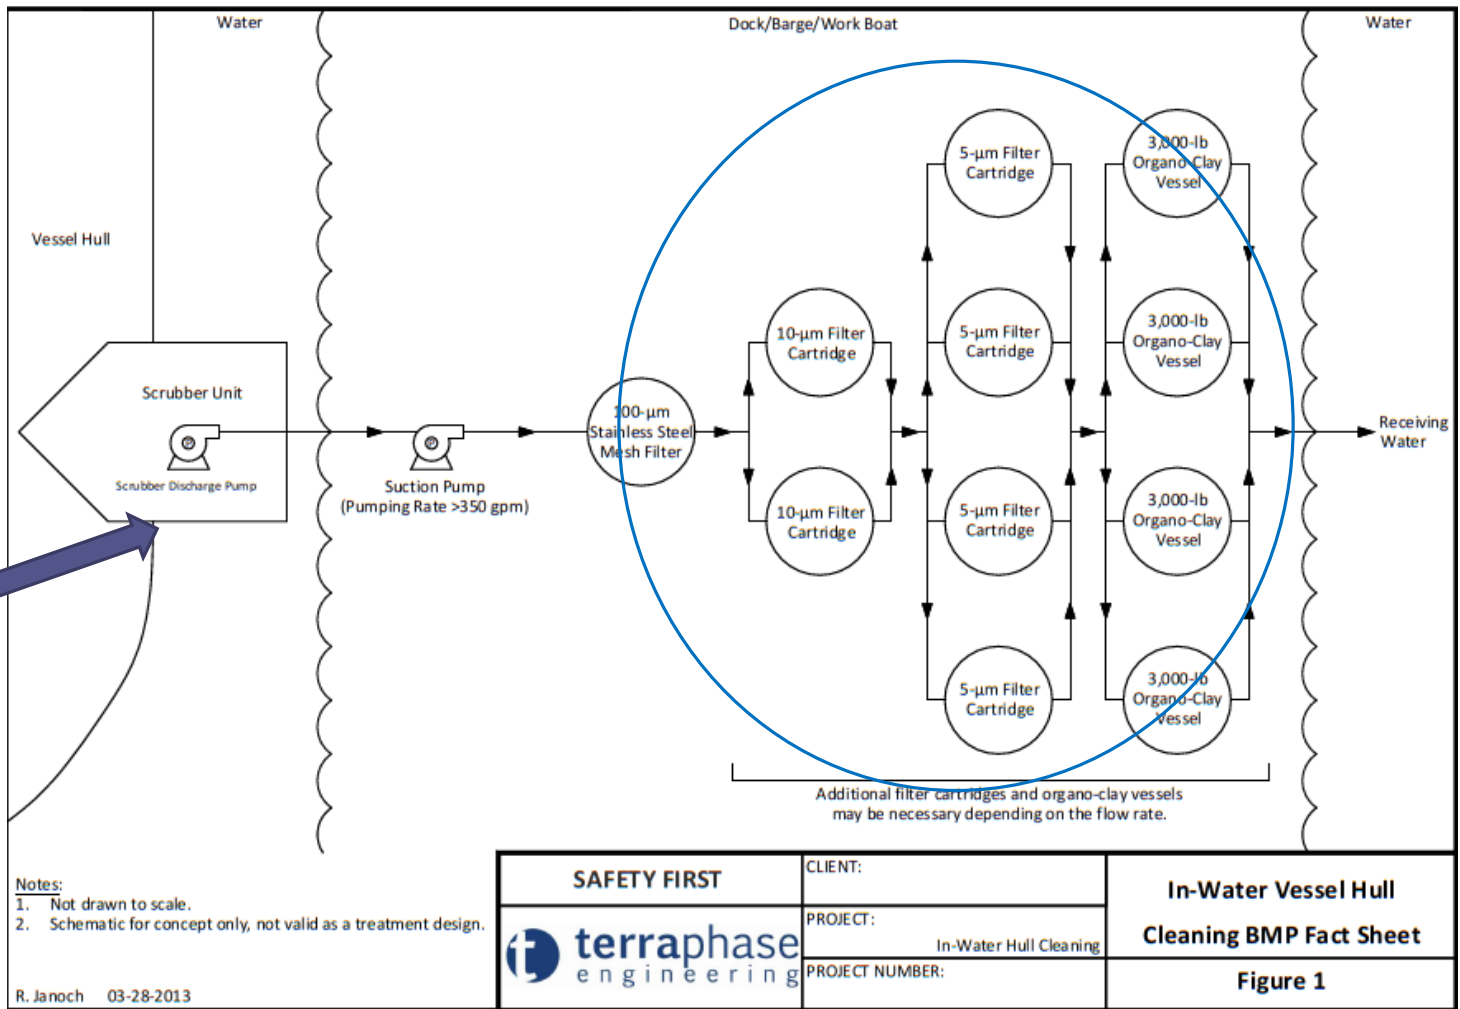 Water
Dock/Barge/Work Boat
Water
Vessel Hull
Scrubber Unit
P
Scrubber Discharge Pump
P
Suction Pump
(Pumping Rate >350 gpm)
100-μm
Stainless Steel
Mesh Filter
10-μm Filter
Cartridge
10-μm Filter
Cartridge
5-μm Filter
Cartridge
5-μm Filter
Cartridge
5-μm Filter
Cartridge
5-μm Filter
Cartridge
3,000-lb
Organo-Clay
Vessel
3,000-lb
Organo-Clay
Vessel
3,000-lb
Organo-Clay
Vessel
3,000-lb
Organo-Clay
Vessel
Receiving
Water
Additional filter cartridges and organo-clay vessels
may be necessary depending on the flow rate.
Notes:
1. Not drawn to scale.
2. Schematic for concept only, not valid as a treatment design.
R. Janoch 03-28-2013
SAFETY FIRST
t
terraphase
engineering
CLIENT:
PROJECT:
In-Water Hull Cleaning
PROJECT NUMBER:
In-Water Vessel Hull
Cleaning BMP Fact Sheet
Figure 1